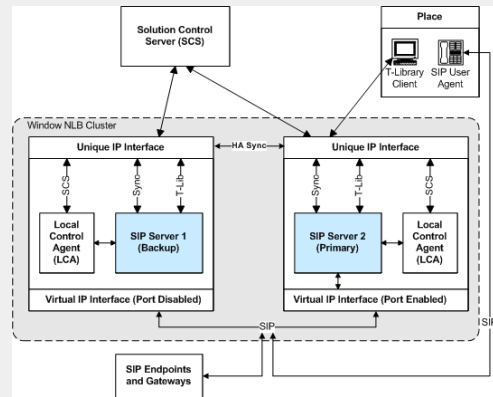 Solution Control
Server (SCS)
Place
T-Library
Client
SIP User
Agent
Window NLB Cluster
Unique IP Interface
HA Sync
Unique IP Interface
SCS
Sync
T-Lib
Sync
T-Lib
SCS
Local
Control
Agent
(LCA)
SIP Server 1
(Backup)
SIP Server 2
(Primary)
Local
Control
Agent
(LCA)
Virtual IP Interface (Port Disabled)
Virtual IP Interface (Port Enabled)
SIP
SIP
SIP Endpoints
and Gateways